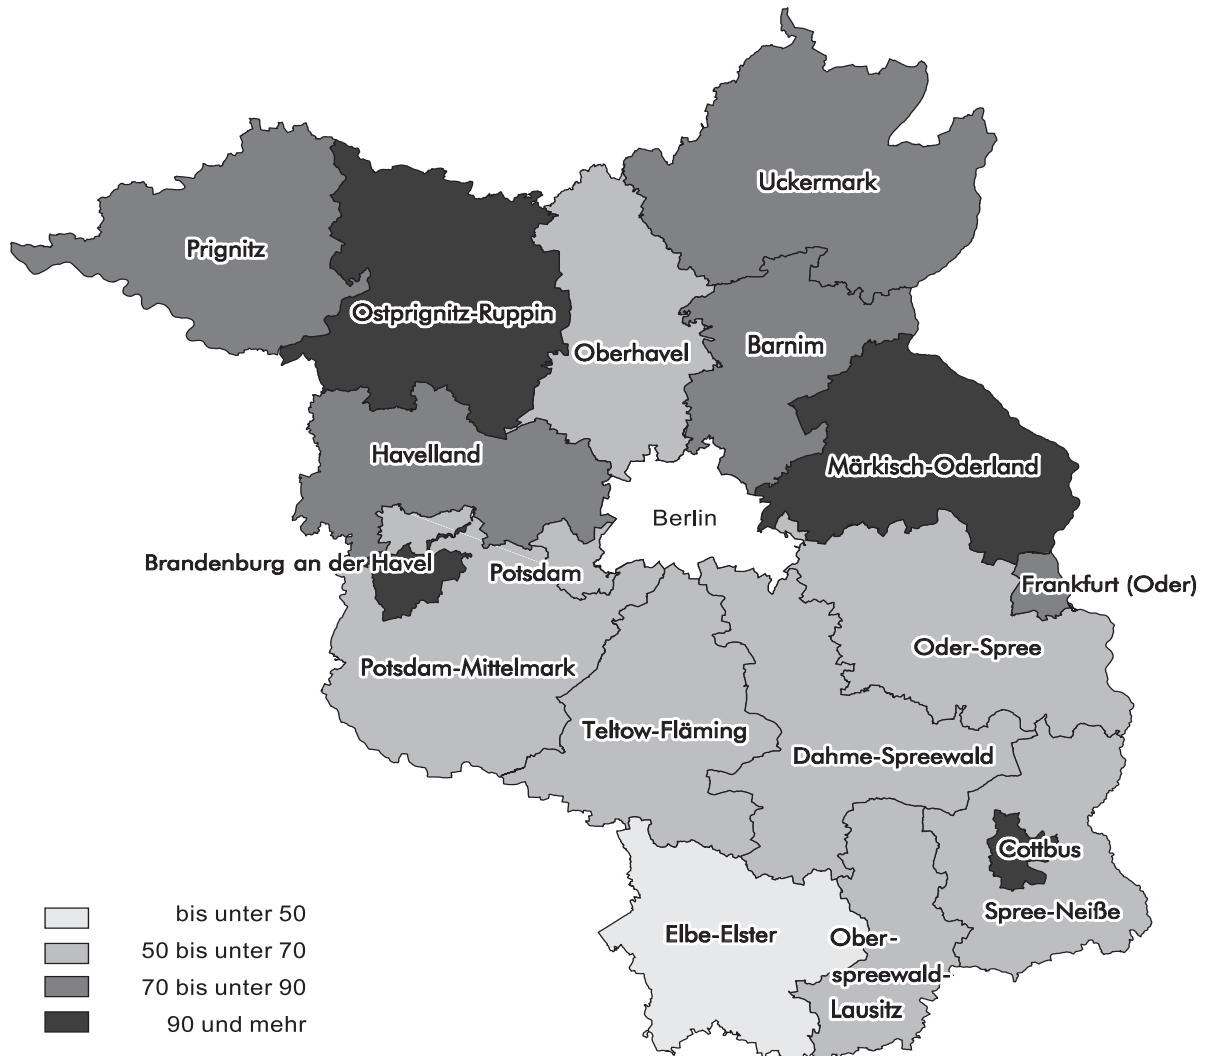 Uckermark
Prignitz
Ostprignitz-Ruppin
Oberhavel
Barnim
Havelland
Märkisch-Oderland
Berlin
Brandenburg an der Havel
Potsdam
Frankfurt (Oder)
Oder-Spree
Potsdam-Mittelmark
Teltow-Fläming
Dahme-Spreewald
Cottbus
Spree-Neiße
Elbe-Elster
Ober-
spreewald-
Lausitz
bis unter 50
50 bis unter 70
70 bis unter 90
90 und mehr